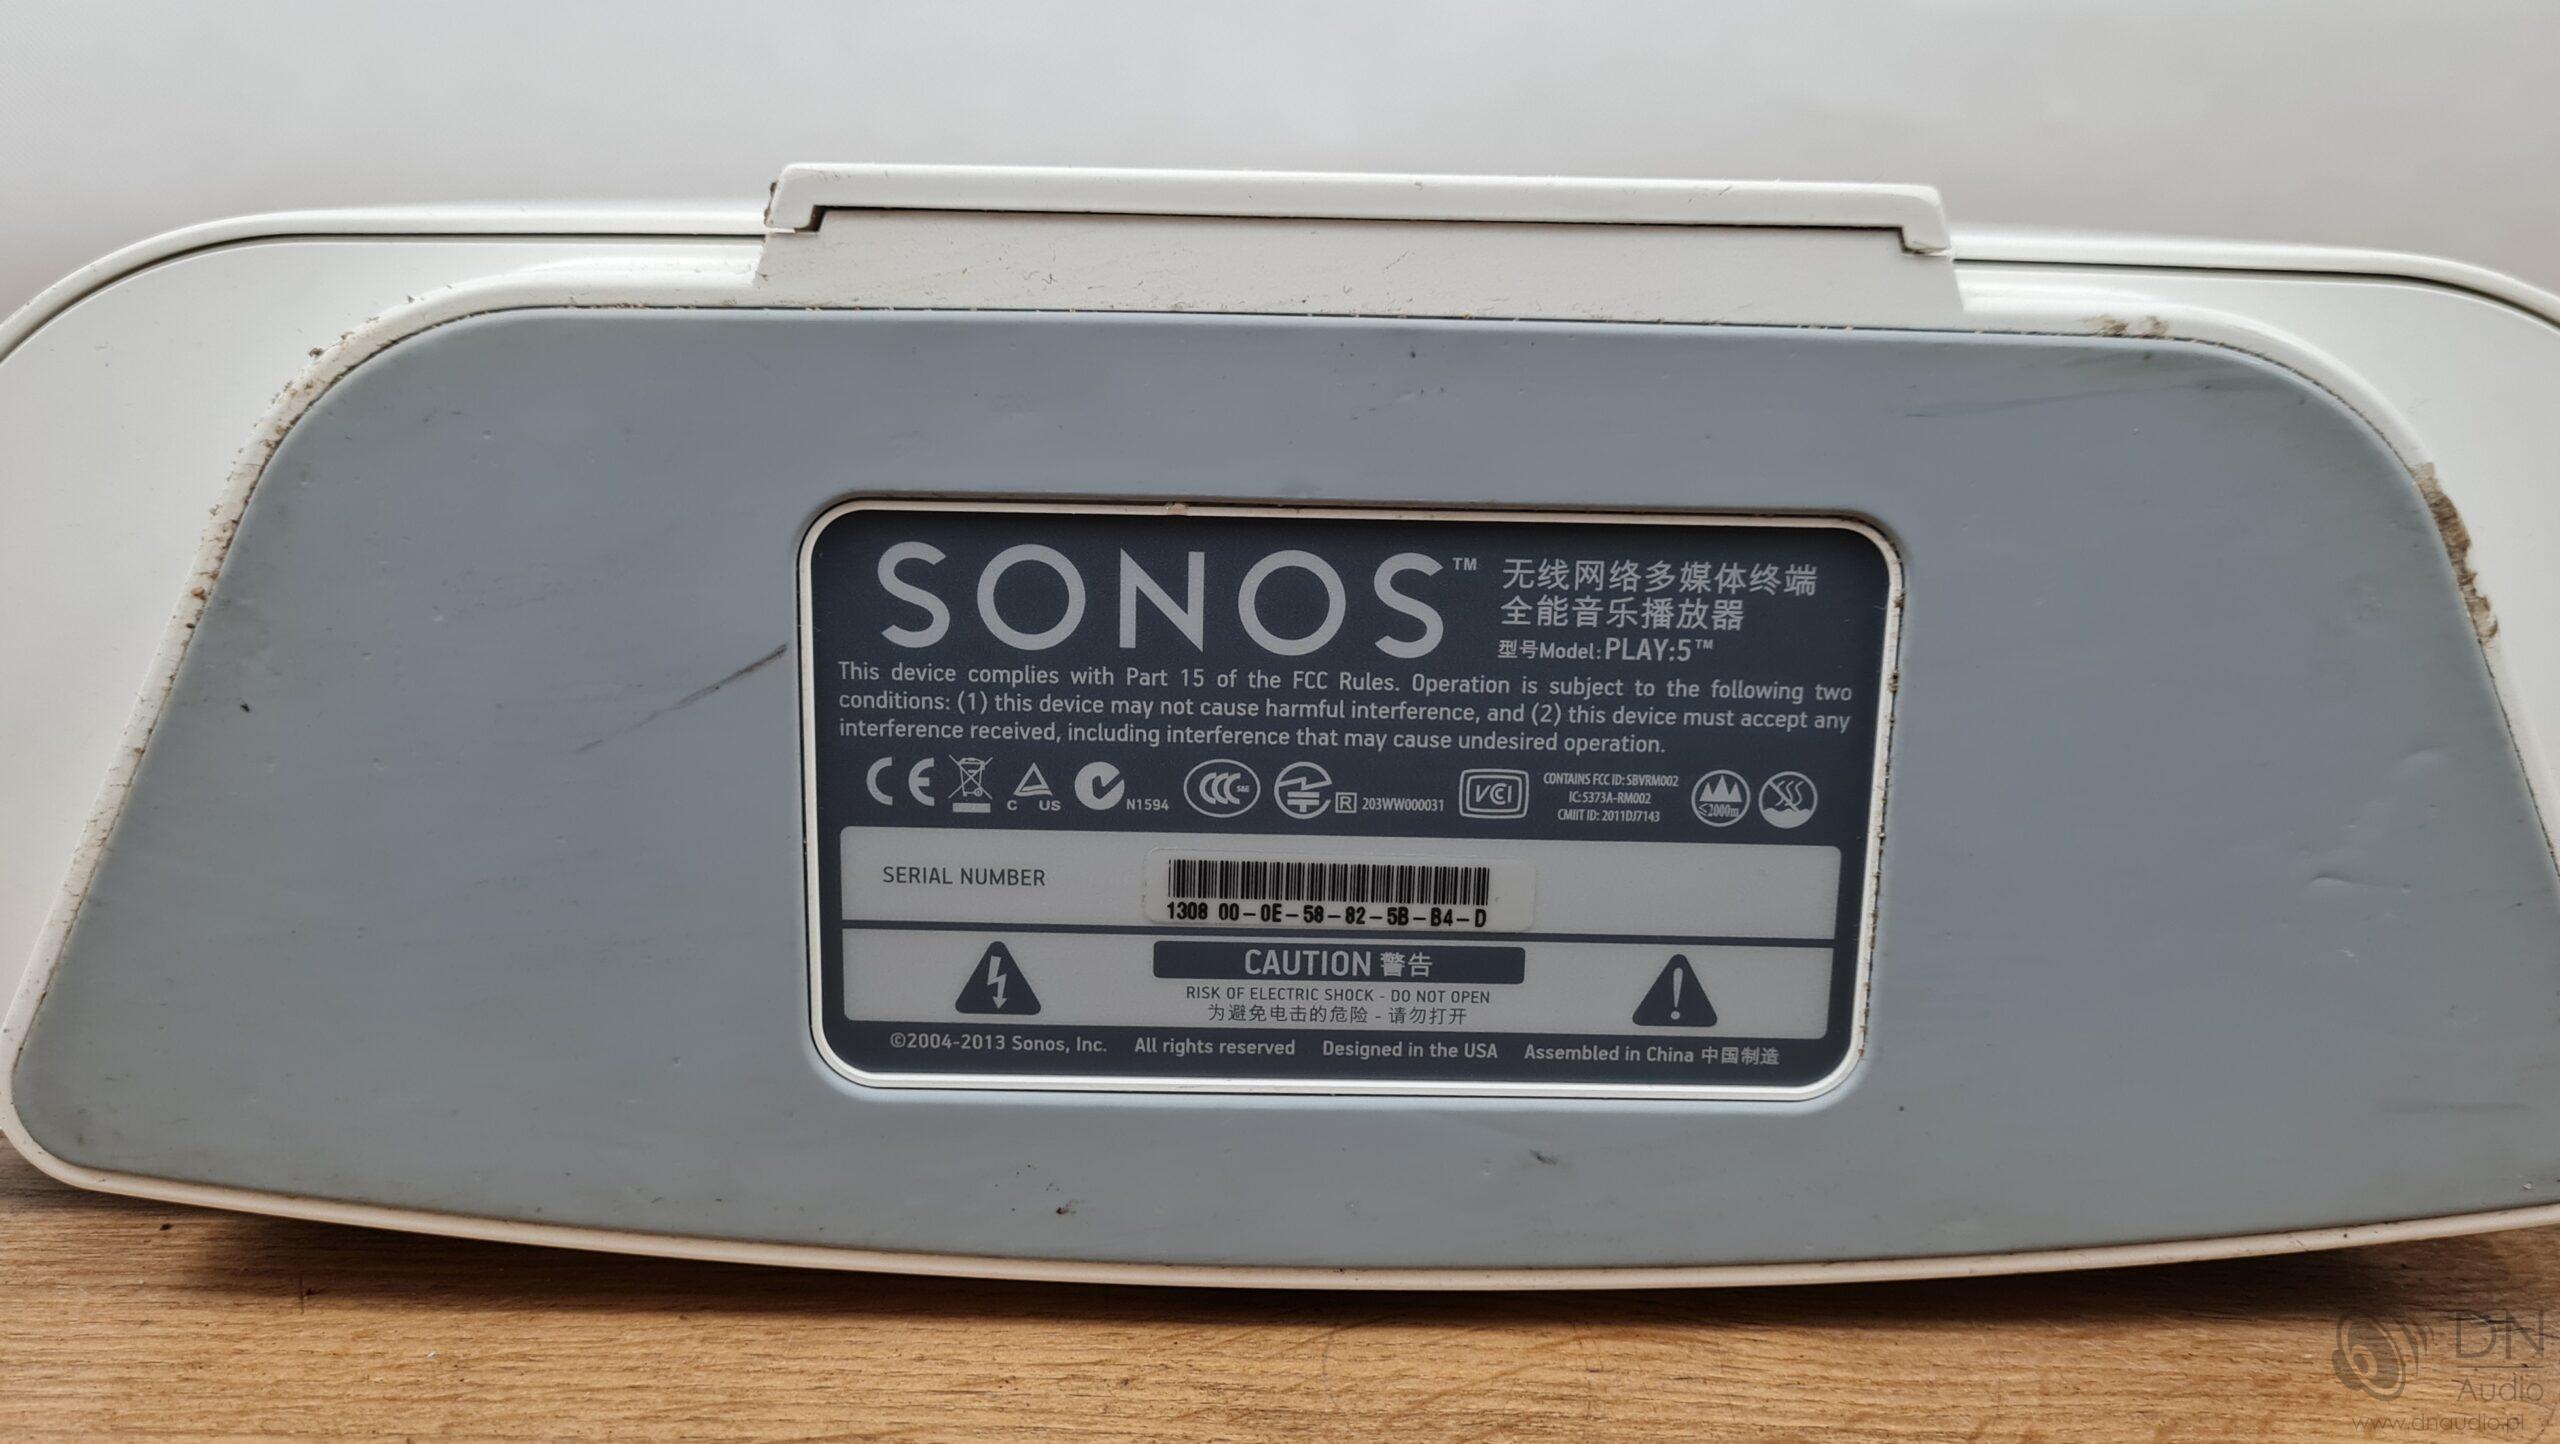 SONOS™
无线网络多媒体终端
全能音乐播放器
型号Model: PLAY:5™
This device complies with Part 15 of the FCC Rules. Operation is subject to the following two
conditions: (1) this device may not cause harmful interference, and (2) this device must accept any
interference received, including interference that may cause undesired operation.
CE
C US
N1594
CCC S&E
R 203WW000031
VCI
CONTAINS FCC ID: SBVRM002
IC: 5373A-RM002
CMIIT ID: 2011DJ7143
≤2000m
SERIAL NUMBER
1308 00-0E-58-82-5B-B4-D
CAUTION 警告
RISK OF ELECTRIC SHOCK - DO NOT OPEN
为避免电击的危险 - 请勿打开
©2004-2013 Sonos, Inc. All rights reserved Designed in the USA Assembled in China 中国制造
DN
Audio
www.dnaudio.pl